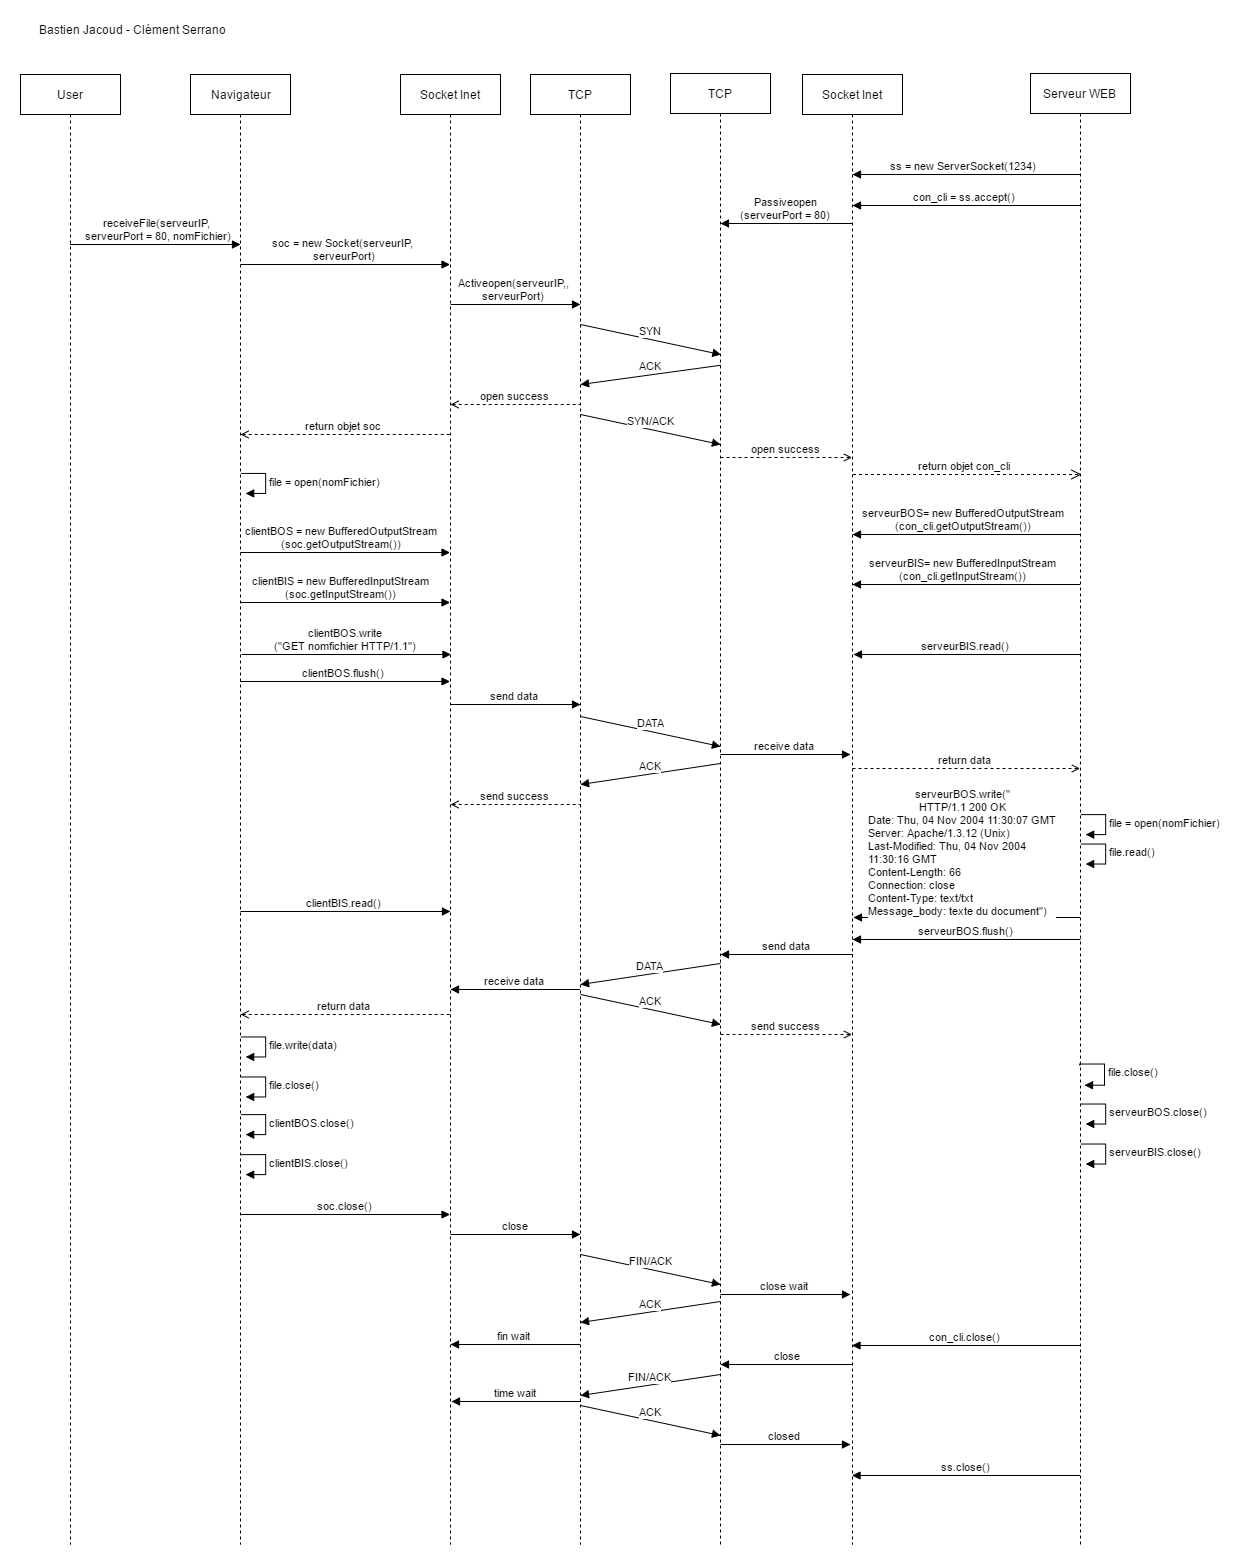 Bastien Jacoud - Clément Serrano
User
Navigateur
Socket Inet
TCP
TCP
Socket Inet
Serveur WEB
ss = new ServerSocket(1234)
con_cli = ss.accept()
Passiveopen
(serveurPort = 80)
receiveFile(serveurIP,
serveurPort = 80, nomFichier)
soc = new Socket(serveurIP,
serveurPort)
Activeopen(serveurIP,,
serveurPort)
SYN
ACK
open success
SYN/ACK
return objet soc
open success
return objet con_cli
file = open(nomFichier)
serveurBOS= new BufferedOutputStream
(con_cli.getOutputStream())
clientBOS = new BufferedOutputStream
(soc.getOutputStream())
serveurBIS= new BufferedInputStream
(con_cli.getInputStream())
clientBIS = new BufferedInputStream
(soc.getInputStream())
clientBOS.write
("GET nomfichier HTTP/1.1")
serveurBIS.read()
clientBOS.flush()
send data
DATA
receive data
return data
ACK
send success
serveurBOS.write("
HTTP/1.1 200 OK
Date: Thu, 04 Nov 2004 11:30:07 GMT
Server: Apache/1.3.12 (Unix)
Last-Modified: Thu, 04 Nov 2004
11:30:16 GMT
Content-Length: 66
Connection: close
Content-Type: text/txt
Message_body: texte du document")
file = open(nomFichier)
file.read()
clientBIS.read()
serveurBOS.flush()
send data
DATA
receive data
ACK
return data
send success
file.write(data)
file.close()
file.close()
clientBOS.close()
serveurBOS.close()
clientBIS.close()
serveurBIS.close()
soc.close()
close
FIN/ACK
close wait
ACK
fin wait
con_cli.close()
close
FIN/ACK
time wait
ACK
closed
ss.close()